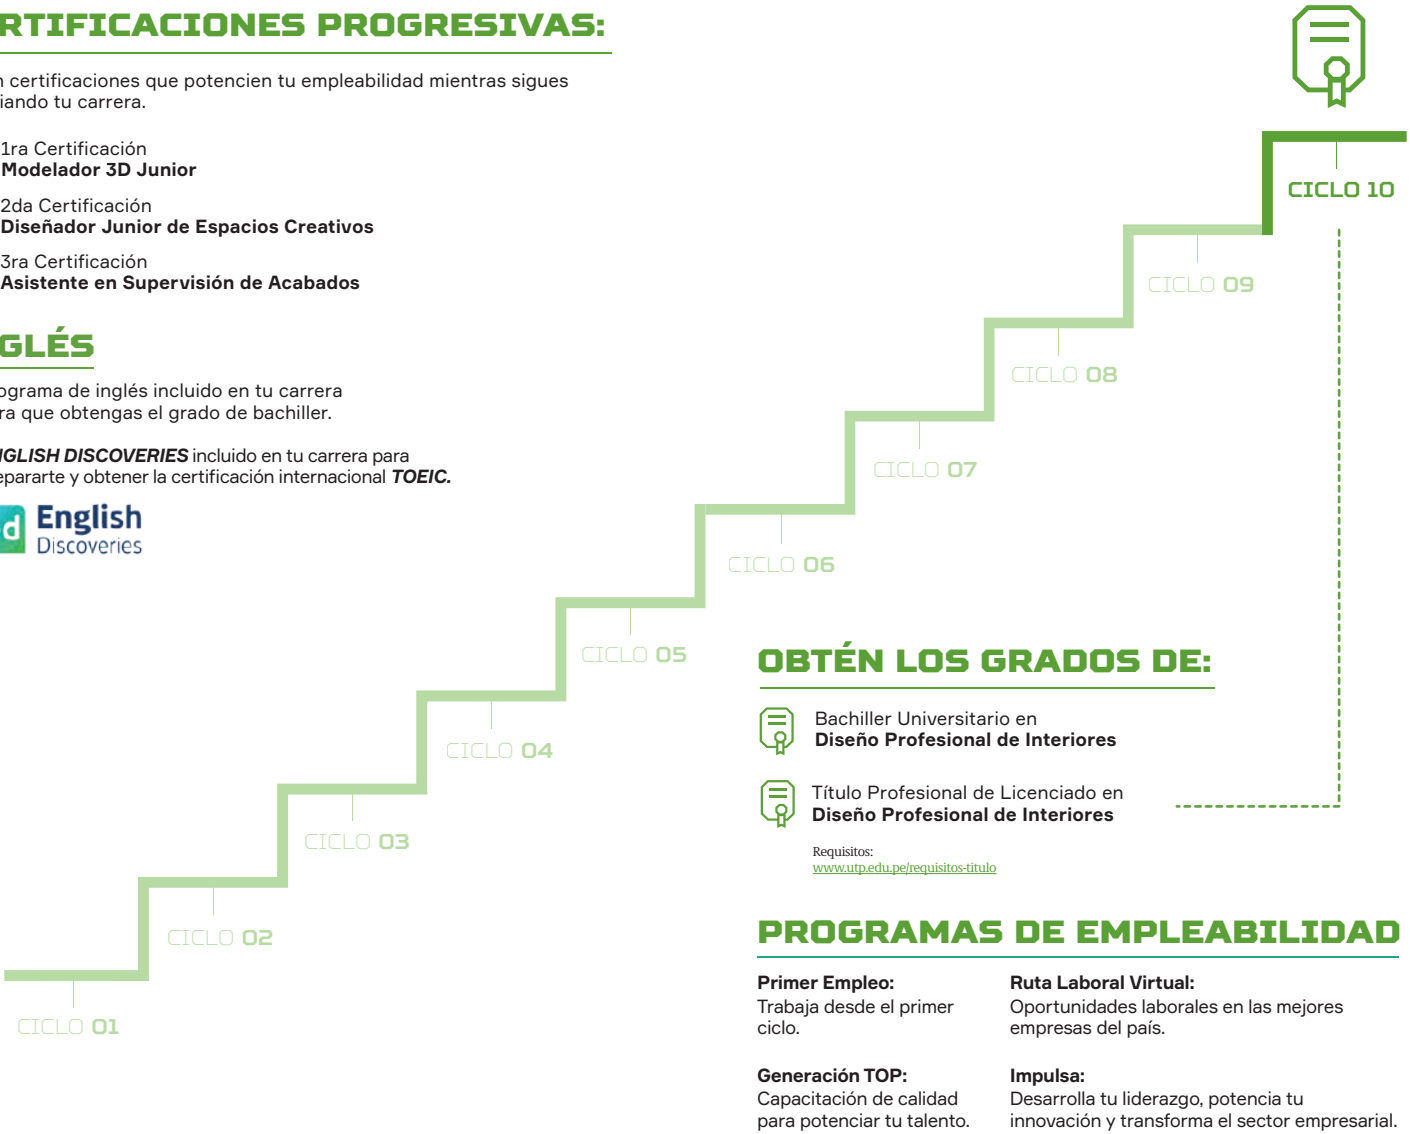 RTIFICACIONES PROGRESIVAS:
n certificaciones que potencien tu empleabilidad mientras sigues
iando tu carrera.
1ra Certificación
Modelador 3D Junior
2da Certificación
Diseñador Junior de Espacios Creativos
3ra Certificación
Asistente en Supervisión de Acabados
GLÉS
ograma de inglés incluido en tu carrera
ra que obtengas el grado de bachiller.
NGLISH DISCOVERIES incluido en tu carrera para
epararte y obtener la certificación internacional TOEIC.
ed English
Discoveries
CICLO 10
CICLO 09
CICLO 08
CICLO 07
CICLO 06
CICLO 05
CICLO 04
CICLO 03
CICLO 02
CICLO 01
OBTÉN LOS GRADOS DE:
Bachiller Universitario en
Diseño Profesional de Interiores
Título Profesional de Licenciado en
Diseño Profesional de Interiores
Requisitos:
www.utp.edu.pe/requisitos-titulo
PROGRAMAS DE EMPLEABILIDAD
Primer Empleo:
Trabaja desde el primer
ciclo.
Ruta Laboral Virtual:
Oportunidades laborales en las mejores
empresas del país.
Generación TOP:
Capacitación de calidad
para potenciar tu talento.
Impulsa:
Desarrolla tu liderazgo, potencia tu
innovación y transforma el sector empresarial.